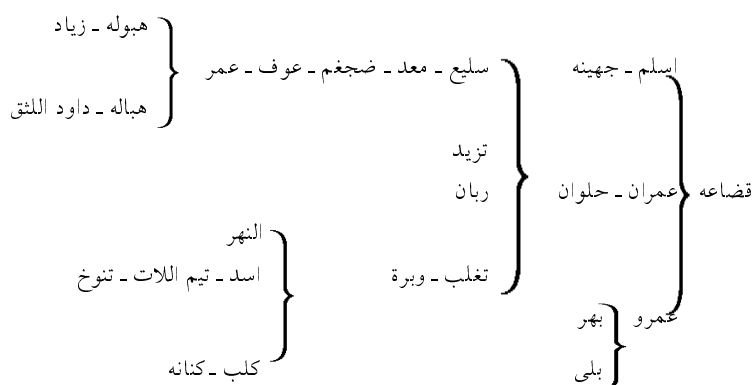 هبوله ـ زياد
اسلم ـ جهينه
سليع ـ معد ـ ضجغم ـ عوف ـ عمر
هباله ـ داود اللثق
تزيد
قضاعه
عمران ـ حلوان
ربان
النهر
تغلب ـ وبرة
اسد ـ تيم اللات ـ تنوخ
عمرو
بهر
كلب ـ كنانه
بلى